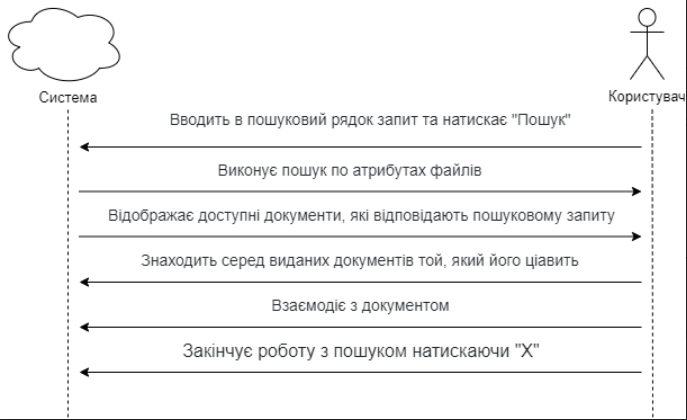 Система
Користувач
Вводить в пошуковий рядок запит та натискає "Пошук"
Виконує пошук по атрибутах файлів
Відображає доступні документи, які відповідають пошуковому запиту
Знаходить серед виданих документів той, який його ціавить
Взаємодіє з документом
Закінчує роботу з пошуком натискаючи "X"